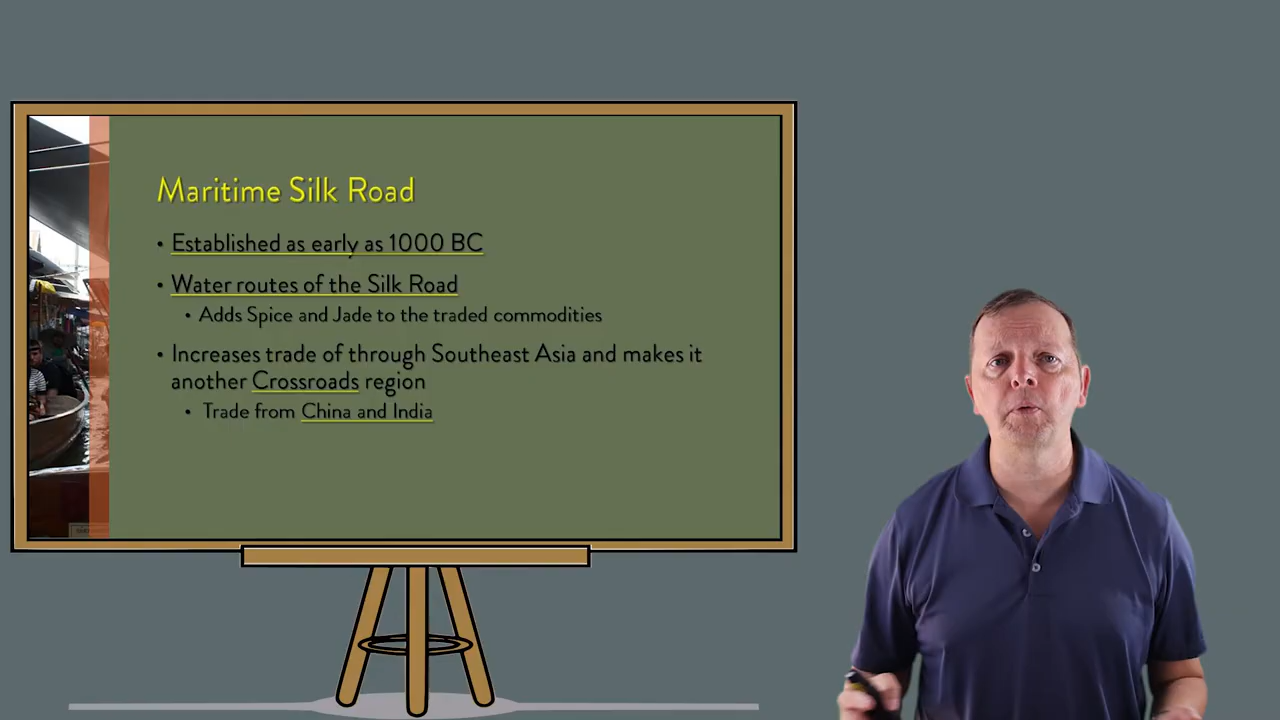 Maritime Silk Road
• Established as early as 1000 BC
• Water routes of the Silk Road
• Adds Spice and Jade to the traded commodities
• Increases trade of through Southeast Asia and makes it
another Crossroads region
• Trade from China and India